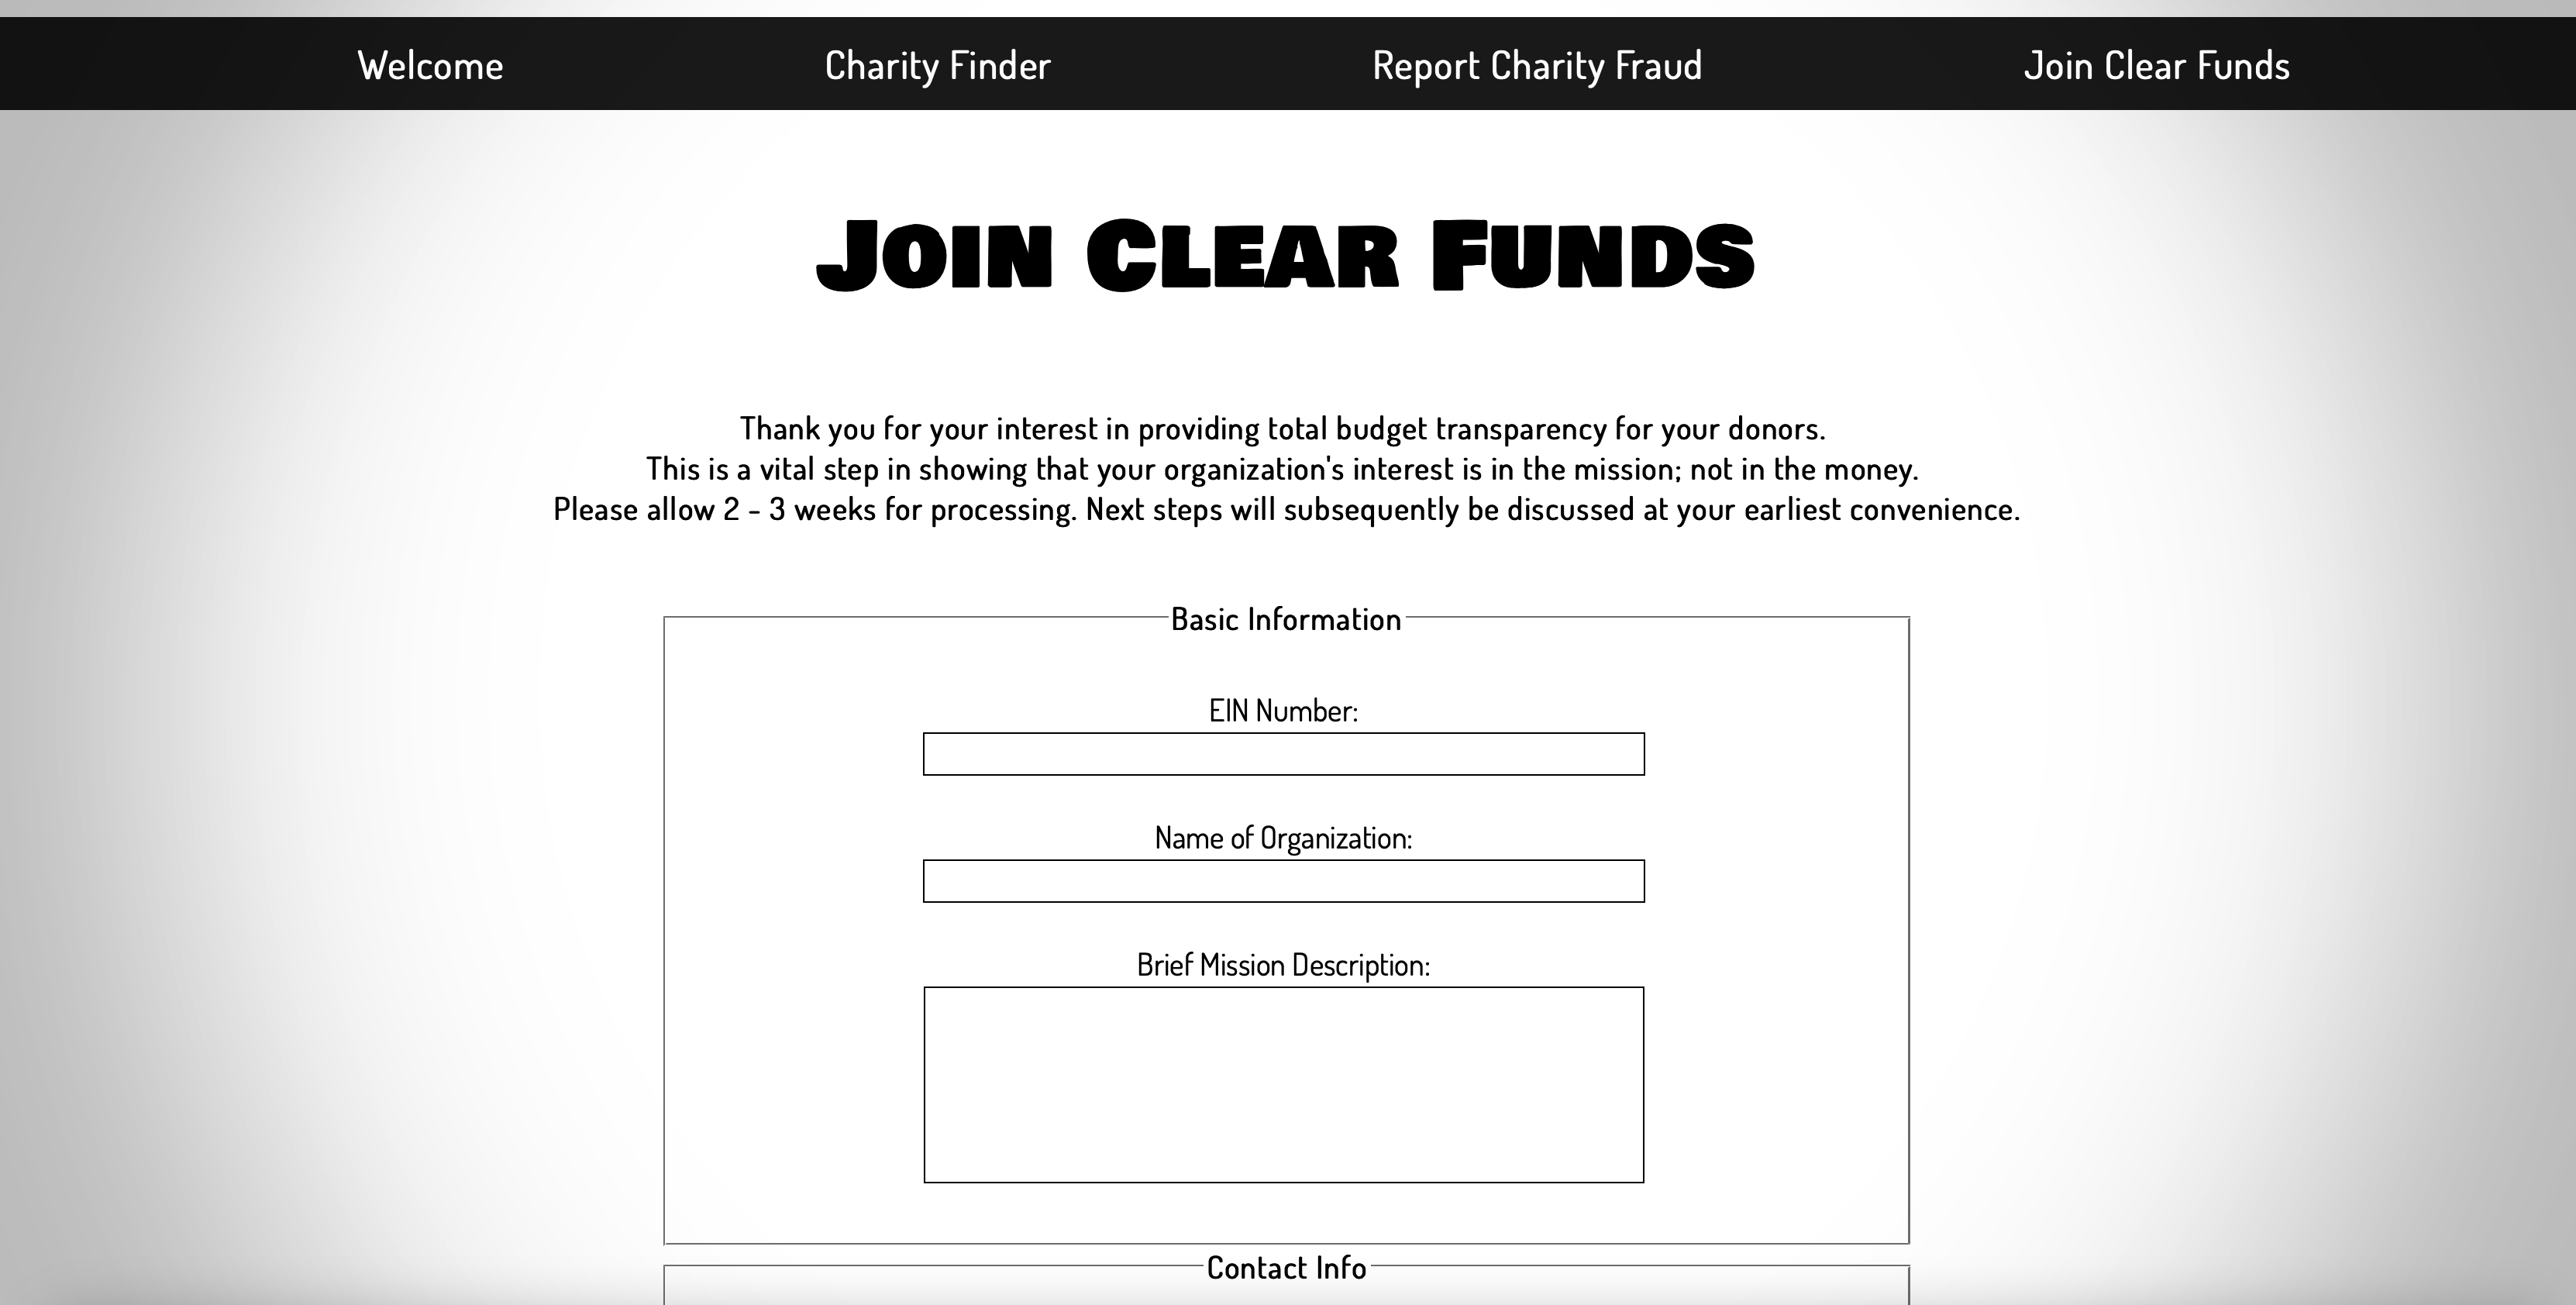 Welcome Charity Finder Report Charity Fraud Join Clear Funds
Join Clear Funds
Thank you for your interest in providing total budget transparency for your donors.
This is a vital step in showing that your organization's interest is in the mission; not in the money.
Please allow 2 - 3 weeks for processing. Next steps will subsequently be discussed at your earliest convenience.
Basic Information
EIN Number:
Name of Organization:
Brief Mission Description:
Contact Info